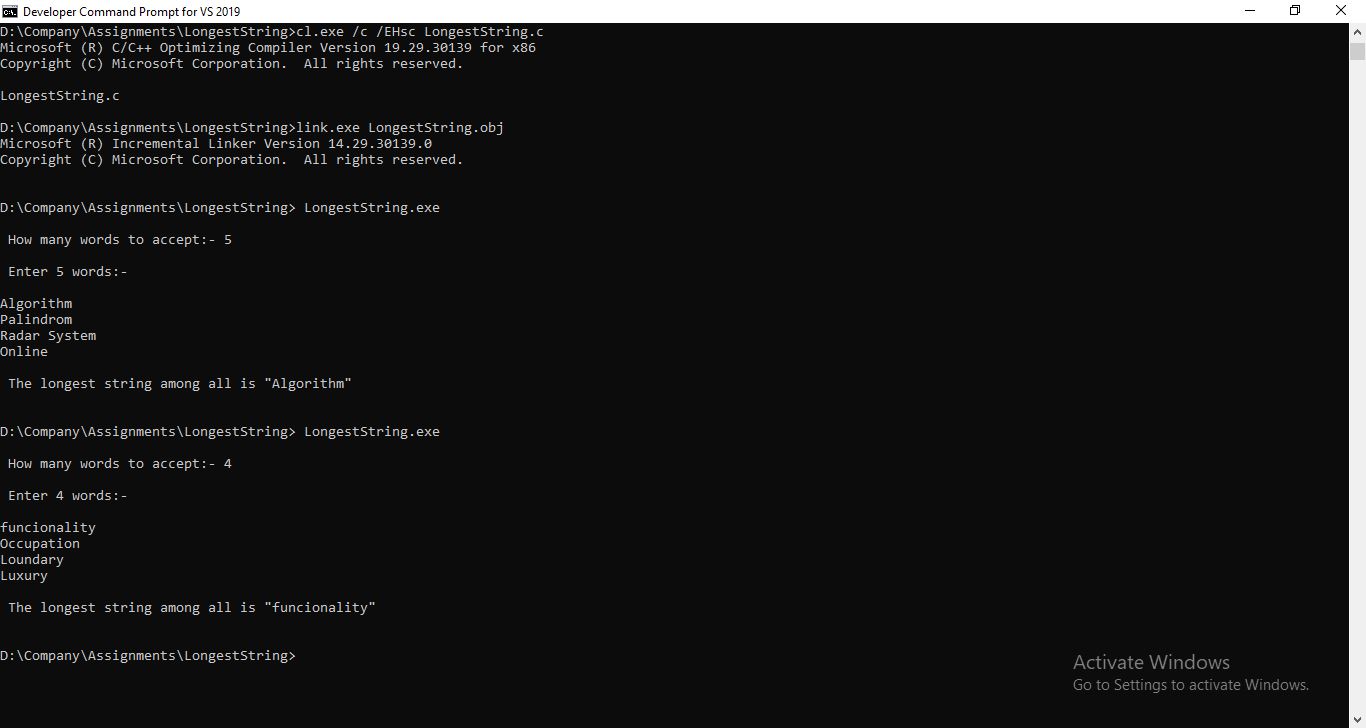 Developer Command Prompt for VS 2019
D:\Company\Assignments\LongestString>cl.exe /c /EHsc LongestString.c
Microsoft (R) C/C++ Optimizing Compiler Version 19.29.30139 for x86
Copyright (C) Microsoft Corporation.  All rights reserved.
LongestString.c
D:\Company\Assignments\LongestString>link.exe LongestString.obj
Microsoft (R) Incremental Linker Version 14.29.30139.0
Copyright (C) Microsoft Corporation.  All rights reserved.
D:\Company\Assignments\LongestString> LongestString.exe
How many words to accept:- 5
Enter 5 words:-
Algorithm
Palindrom
Radar System
Online
The longest string among all is "Algorithm"
D:\Company\Assignments\LongestString> LongestString.exe
How many words to accept:- 4
Enter 4 words:-
funcionality
Occupation
Loundary
Luxury
The longest string among all is "funcionality"
D:\Company\Assignments\LongestString>
Activate Windows
Go to Settings to activate Windows.